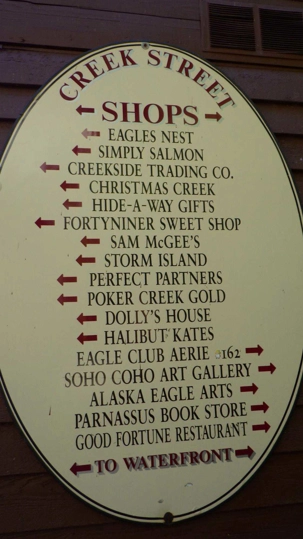 CREEK STREET
SHOPS
EAGLES NEST
SIMPLY SALMON
CREEKSIDE TRADING CO.
CHRISTMAS CREEK
HIDE-A-WAY GIFTS
FORTYNINER SWEET SHOP
SAM McGEE'S
STORM ISLAND
PERFECT PARTNERS
POKER CREEK GOLD
DOLLY'S HOUSE
HALIBUT KATES
EAGLE CLUB AERIE 162
SOHO COHO ART GALLERY
ALASKA EAGLE ARTS
PARNASSUS BOOK STORE
GOOD FORTUNE RESTAURANT
TO WATERFRONT